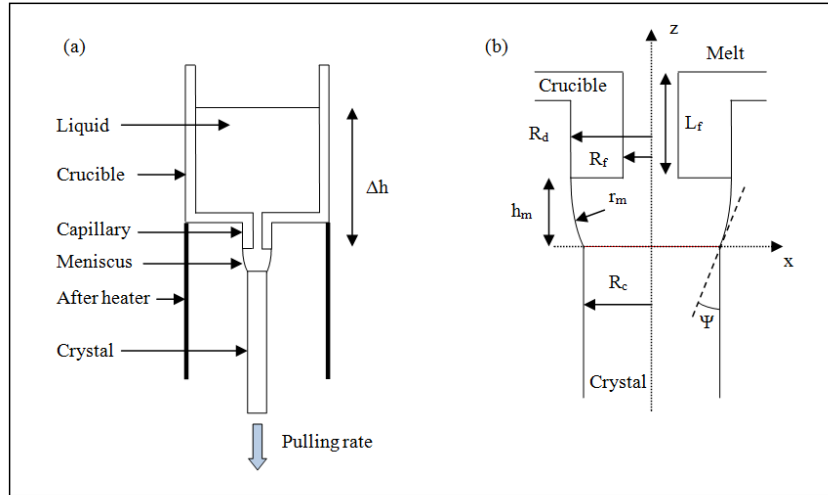 (a)
Liquid
Crucible
Capillary
Meniscus
After heater
Crystal
Δh
Pulling rate
(b)
z
Melt
Crucible
R_d
R_f
L_f
h_m
r_m
x
R_c
Ψ
Crystal